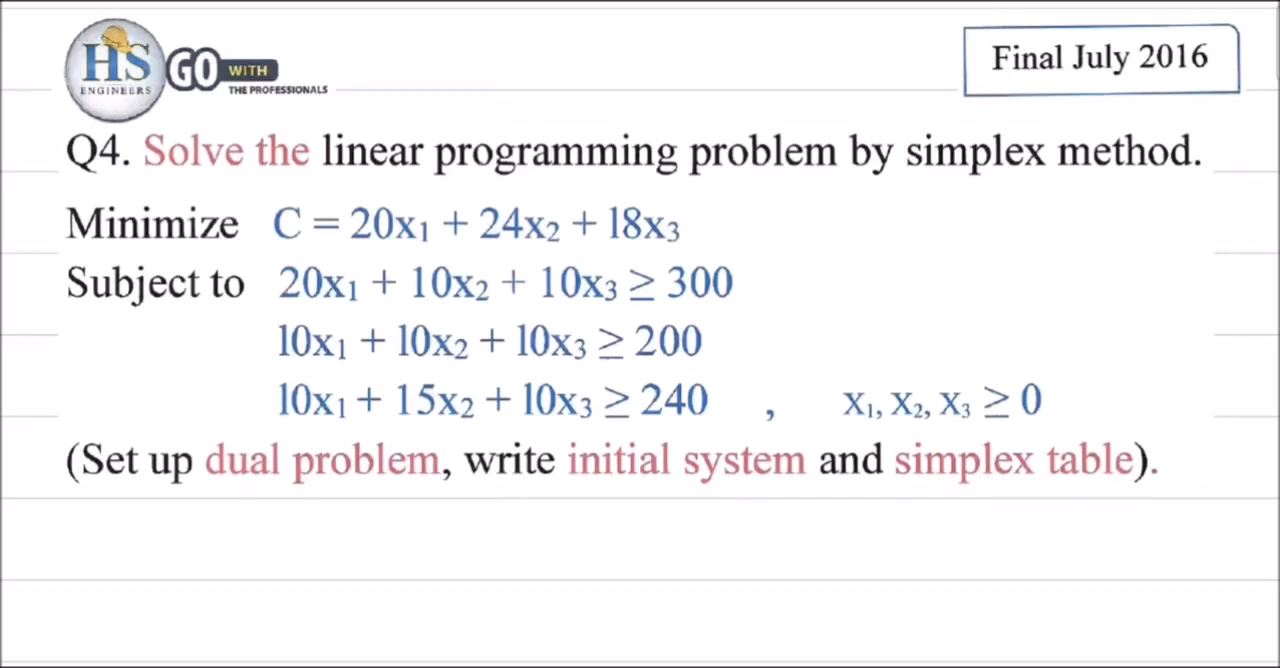 HS
ENGINEERS
GO WITH
THE PROFESSIONALS
Final July 2016
Q4. Solve the linear programming problem by simplex method.
Minimize C = 20x₁ + 24x₂ + 18x₃
Subject to 20x₁ + 10x₂ + 10x₃ ≥ 300
10x₁ + 10x₂ + 10x₃ ≥ 200
10x₁ + 15x₂ + 10x₃ ≥ 240 , x₁, x₂, x₃ ≥ 0
(Set up dual problem, write initial system and simplex table).